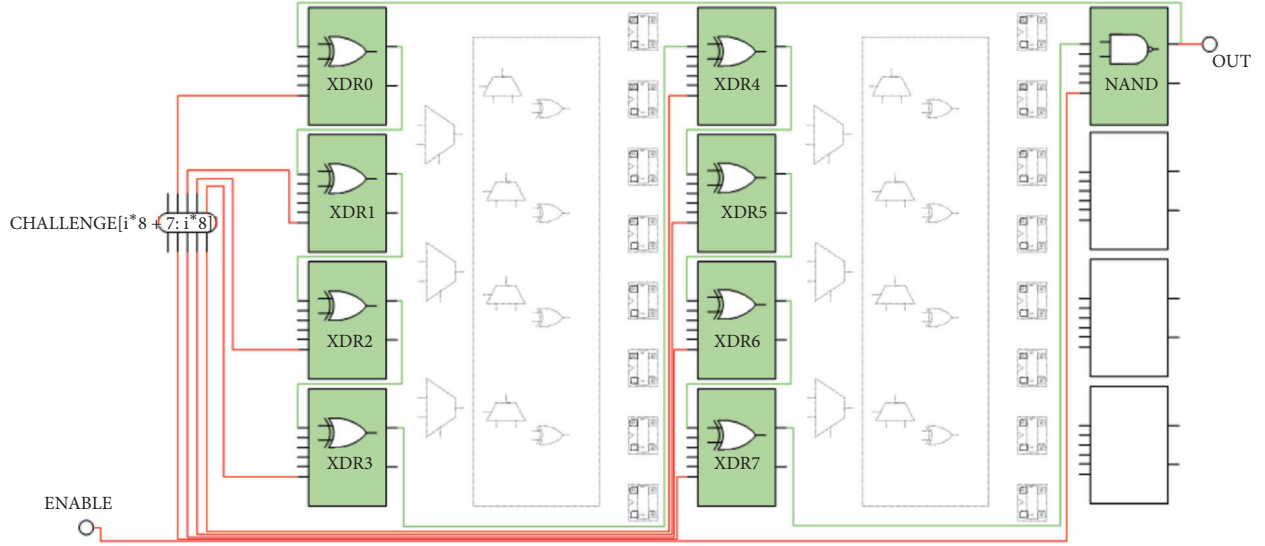 XDR0
XDR4
NAND
OUT
XDR1
XDR5
CHALLENGE[i*8 + 7: i*8]
XDR2
XDR6
XDR3
XDR7
ENABLE